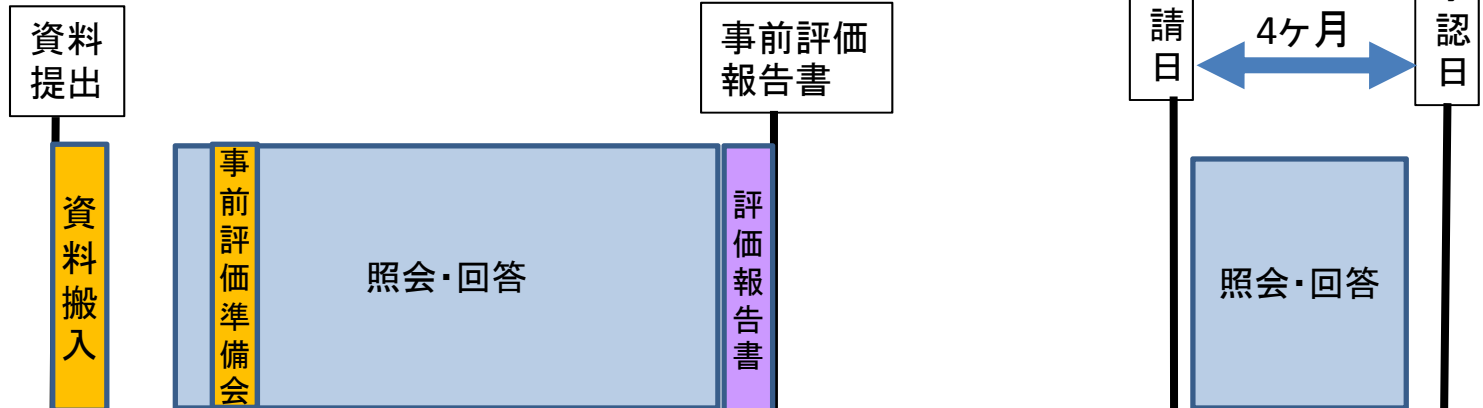 資料
提出
事前評価
報告書
請
日
4ケ月
認
日
資料搬入
事前評価準備会
照会・回答
評価報告書
照会・回答